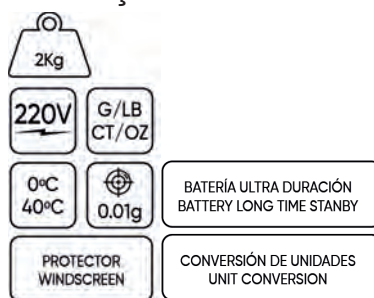 2Kg
220V
G/LB
CT/OZ
0ºC
40ºC
0.01g
BATERÍA ULTRA DURACIÓN
BATTERY LONG TIME STANBY
PROTECTOR
WINDSCREEN
CONVERSIÓN DE UNIDADES
UNIT CONVERSION